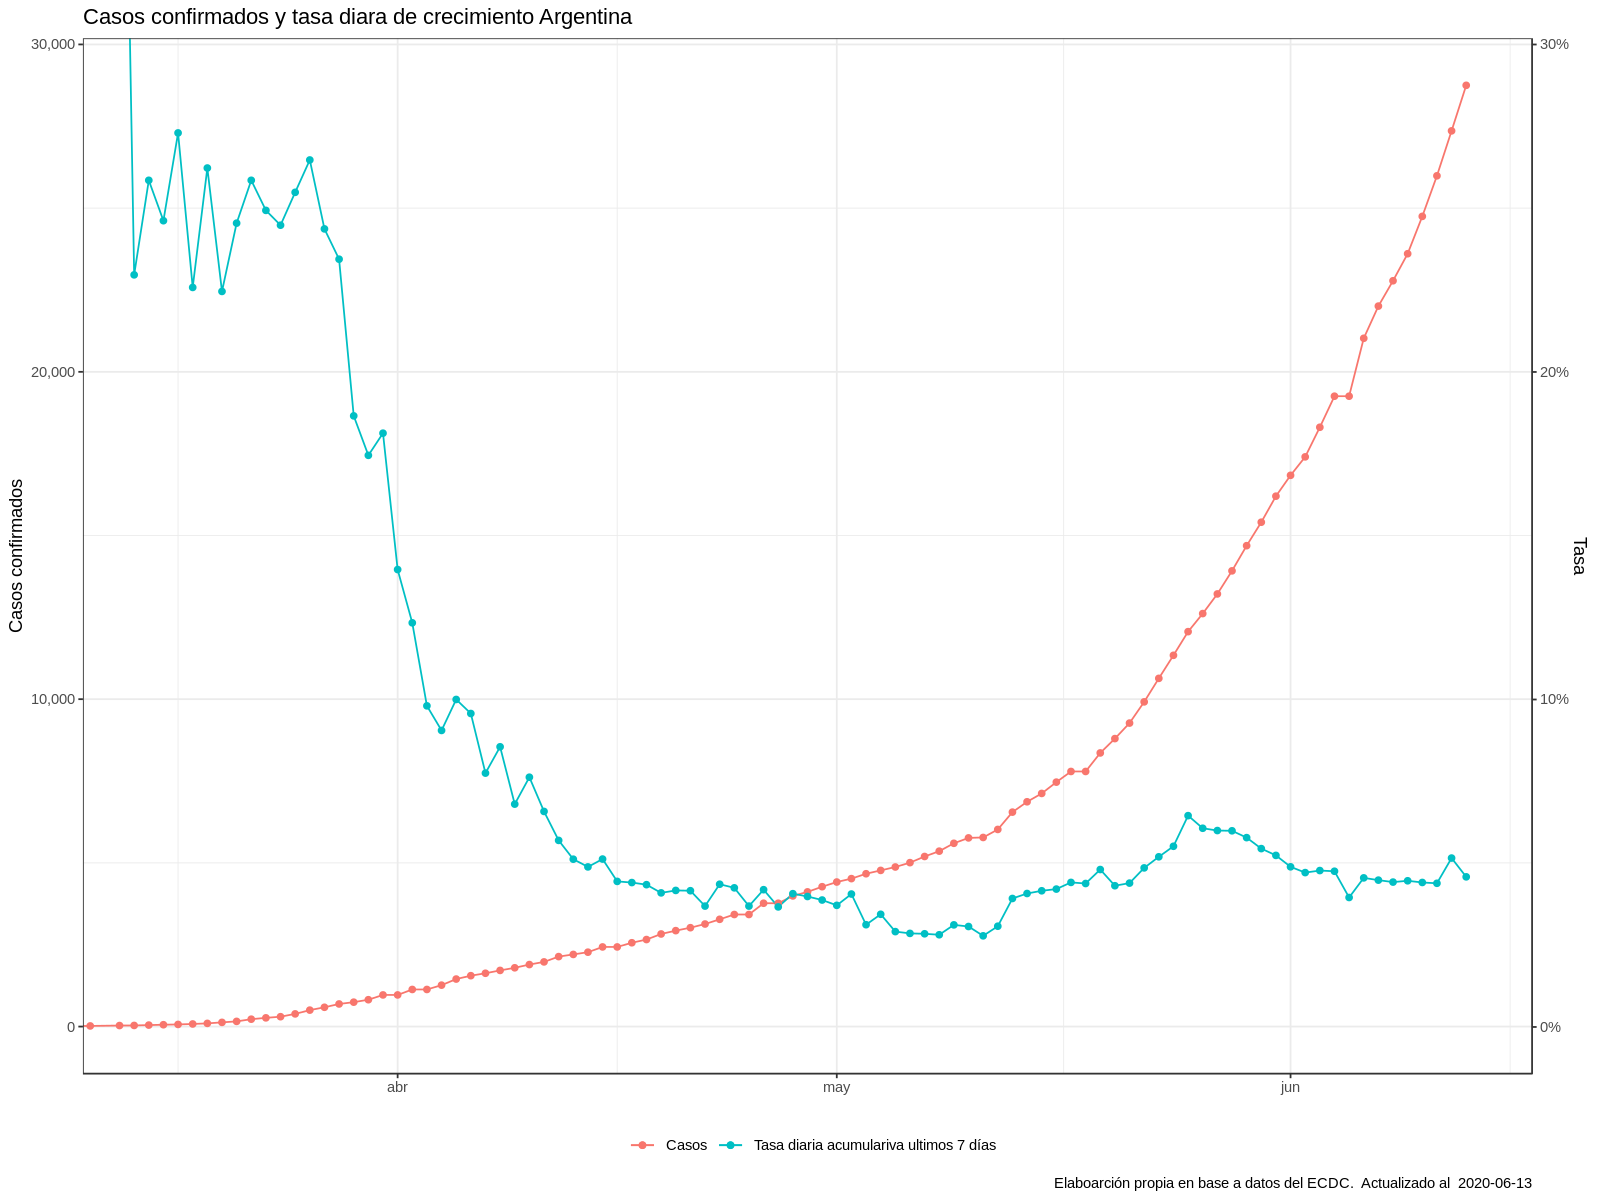 Casos confirmados y tasa diara de crecimiento Argentina
30,000
20,000
10,000
0
Casos confirmados
30%
20%
10%
0%
Tasa
abr may jun
Casos Tasa diaria acumulariva ultimos 7 días
Elaboarción propia en base a datos del ECDC. Actualizado al 2020-06-13